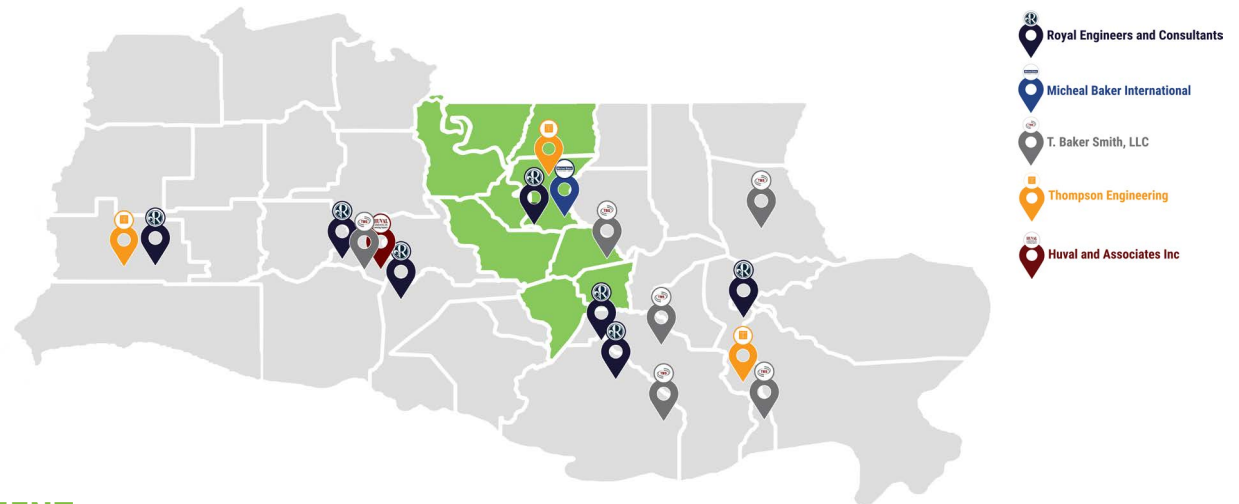 Royal Engineers and Consultants
Micheal Baker International
T. Baker Smith, LLC
Thompson Engineering
Huval and Associates Inc